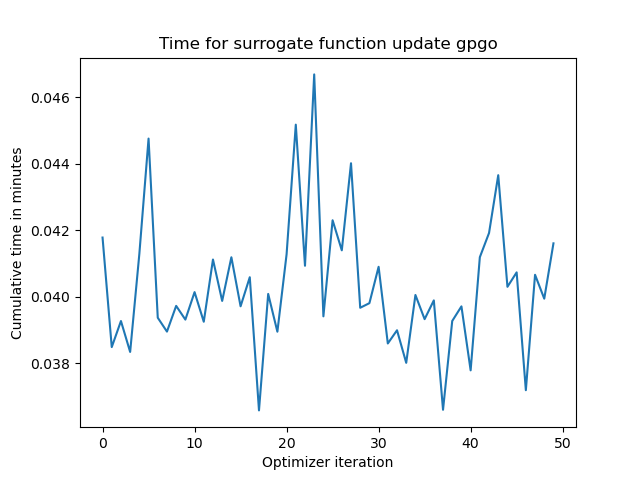 Time for surrogate function update gpgo
Cumulative time in minutes
0.046
0.044
0.042
0.040
0.038
0 10 20 30 40 50
Optimizer iteration